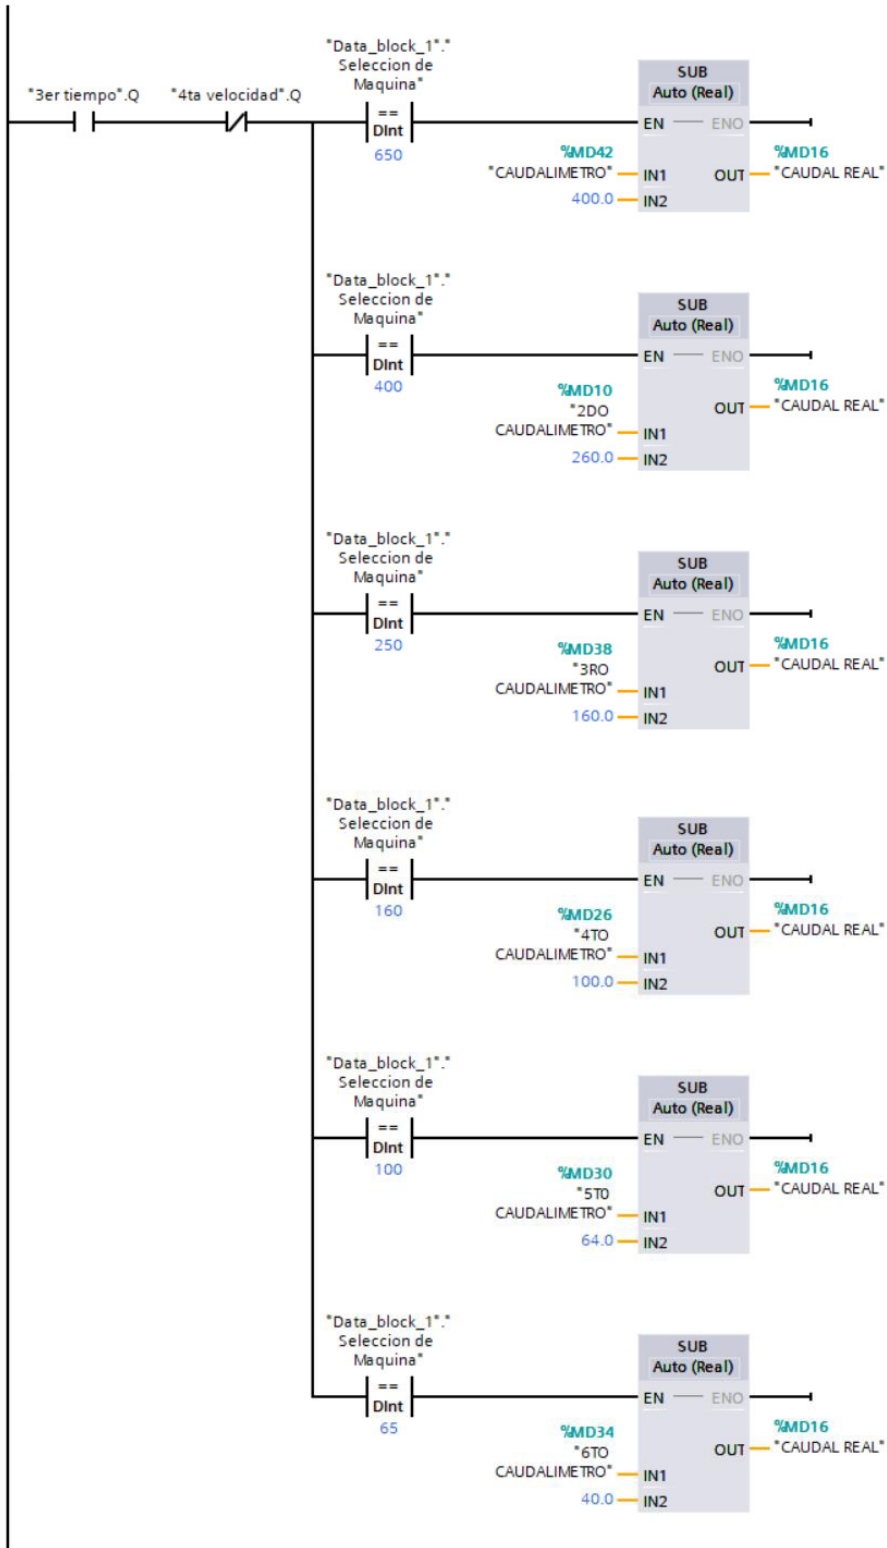 "3er tiempo".Q
"4ta velocidad".Q
"Data_block_1"."
Seleccion de
Maquina"
==
DInt
650
SUB
Auto (Real)
EN
ENO
%MD42
"CAUDALIMETRO"
IN1
400.0
IN2
OUT
%MD16
"CAUDAL REAL"
"Data_block_1"."
Seleccion de
Maquina"
==
DInt
400
SUB
Auto (Real)
EN
ENO
%MD10
"2DO
CAUDALIMETRO"
IN1
260.0
IN2
OUT
%MD16
"CAUDAL REAL"
"Data_block_1"."
Seleccion de
Maquina"
==
DInt
250
SUB
Auto (Real)
EN
ENO
%MD38
"3RO
CAUDALIMETRO"
IN1
160.0
IN2
OUT
%MD16
"CAUDAL REAL"
"Data_block_1"."
Seleccion de
Maquina"
==
DInt
160
SUB
Auto (Real)
EN
ENO
%MD26
"4TO
CAUDALIMETRO"
IN1
100.0
IN2
OUT
%MD16
"CAUDAL REAL"
"Data_block_1"."
Seleccion de
Maquina"
==
DInt
100
SUB
Auto (Real)
EN
ENO
%MD30
"5T0
CAUDALIMETRO"
IN1
64.0
IN2
OUT
%MD16
"CAUDAL REAL"
"Data_block_1"."
Seleccion de
Maquina"
==
DInt
65
SUB
Auto (Real)
EN
ENO
%MD34
"6TO
CAUDALIMETRO"
IN1
40.0
IN2
OUT
%MD16
"CAUDAL REAL"